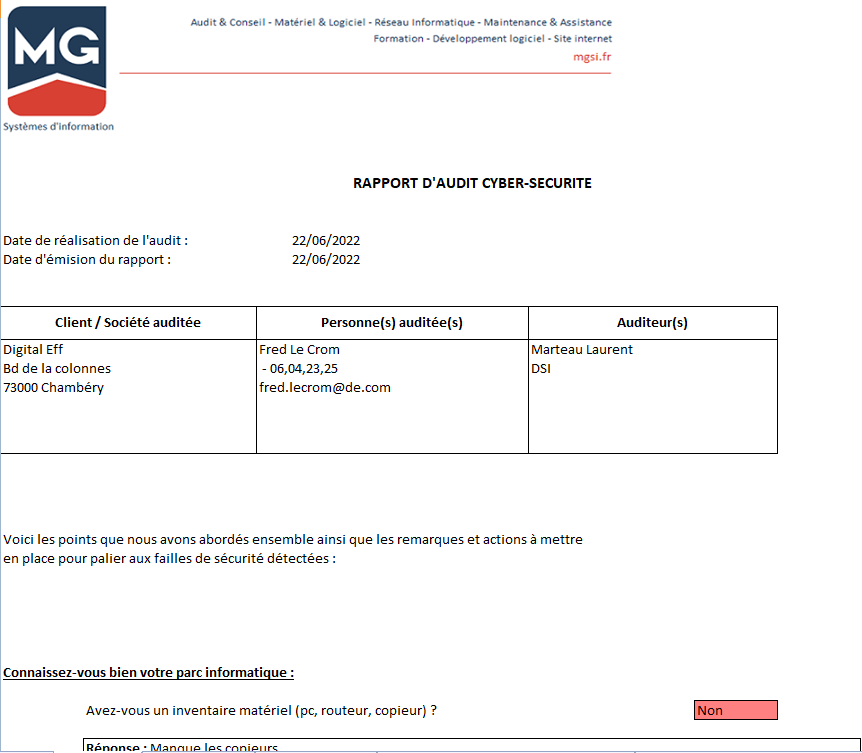 MG
Systèmes d'information
Audit & Conseil - Matériel & Logiciel - Réseau Informatique - Maintenance & Assistance
Formation - Développement logiciel - Site internet
mgsi.fr
RAPPORT D'AUDIT CYBER-SECURITE
Date de réalisation de l'audit : 22/06/2022
Date d'émision du rapport : 22/06/2022
Client / Société auditée Personne(s) auditée(s) Auditeur(s)
Digital Eff Fred Le Crom Marteau Laurent
Bd de la colonnes - 06,04,23,25 DSI
73000 Chambéry fred.lecrom@de.com
Voici les points que nous avons abordés ensemble ainsi que les remarques et actions à mettre
en place pour palier aux failles de sécurité détectées :
Connaissez-vous bien votre parc informatique :
Avez-vous un inventaire matériel (pc, routeur, copieur) ? Non
Réponse : Manque les copieurs